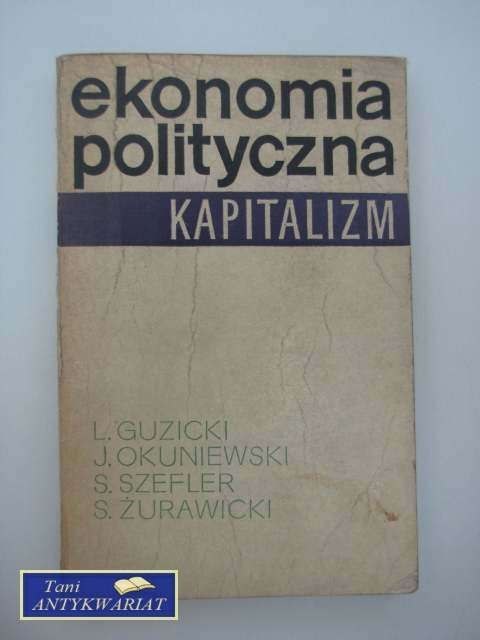 ekonomia
polityczna
KAPITALIZM
L. GUZICKI
J. OKUNIEWSKI
S. SZEFLER
S. ŻURAWICKI
Tani
ANTYKWARIAT